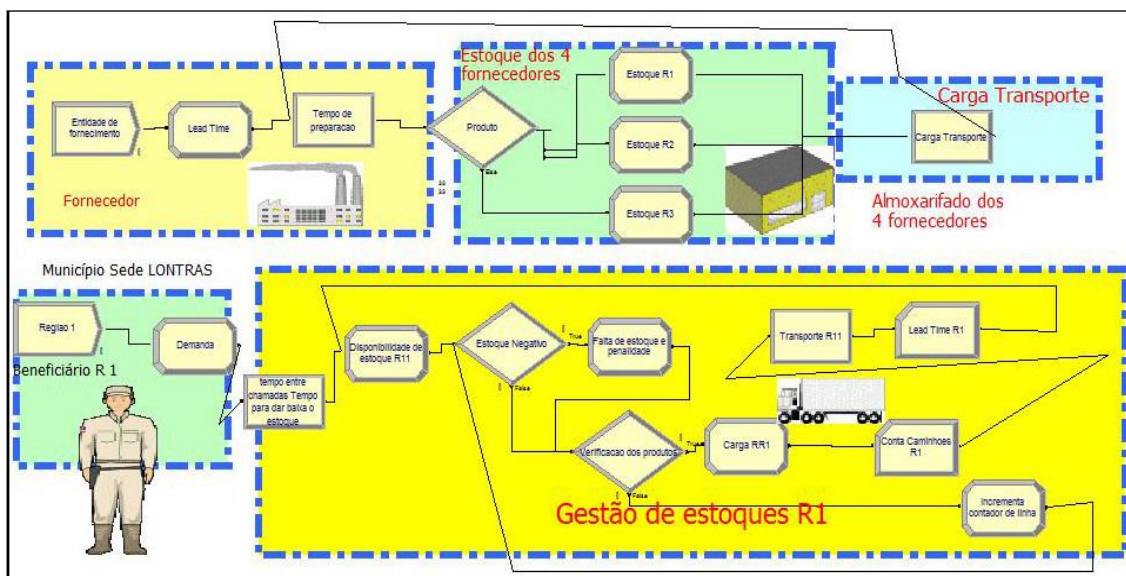 Entidade de
fornecimento
Lead Time
Tempo de
preparacao
Fornecedor
Estoque dos 4
fornecedores
Produto
Else
Estoque R1
Estoque R2
Estoque R3
Carga Transporte
Carga Transporte
Almoxarifado dos
4 fornecedores
Município Sede LONTRAS
Regiao 1
Demanda
Beneficiário R 1
tempo entre
chamadas Tempo
para dar baixa o
estoque
Disponibilidade de
estoque R11
Estoque Negativo
True
False
Falta de estoque e
penalidade
Transporte R11
Lead Time R1
Verificacao dos produtos
True
False
Carga RR1
Conta Caminhoes
R1
Incrementa
contador de linha
Gestão de estoques R1